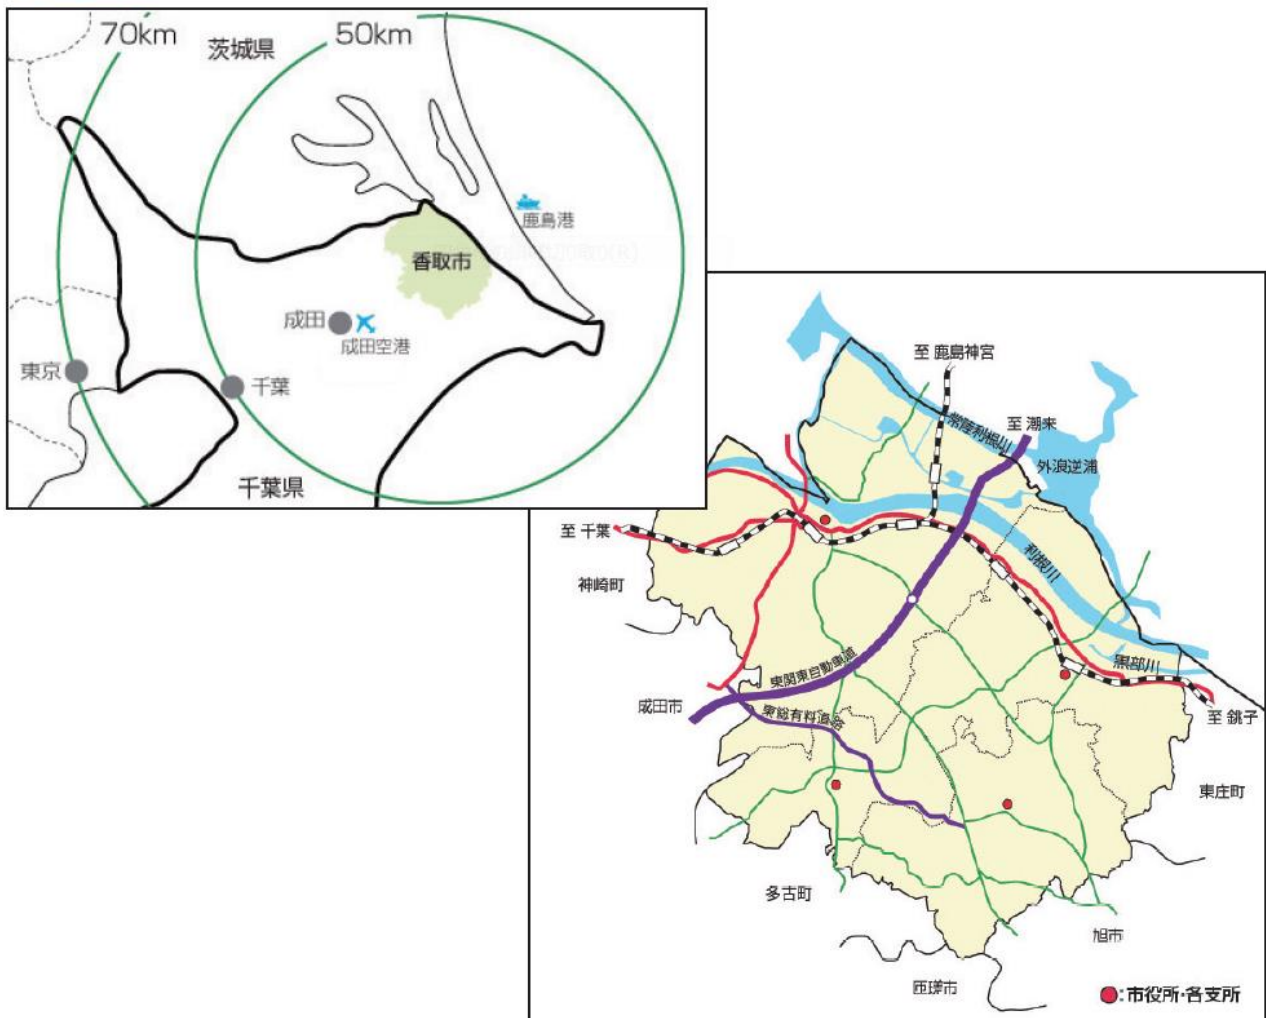 70km
50km
茨城県
鹿島港
香取市
成田
成田空港
東京
千葉
千葉県
至 鹿島神宮
常陸利根川
至 潮来
外浪逆浦
至 千葉
利根川
神崎町
黒部川
東関東自動車道
成田市
東総有料道路
至 銚子
東庄町
多古町
旭市
匝瑳市
●:市役所・各支所